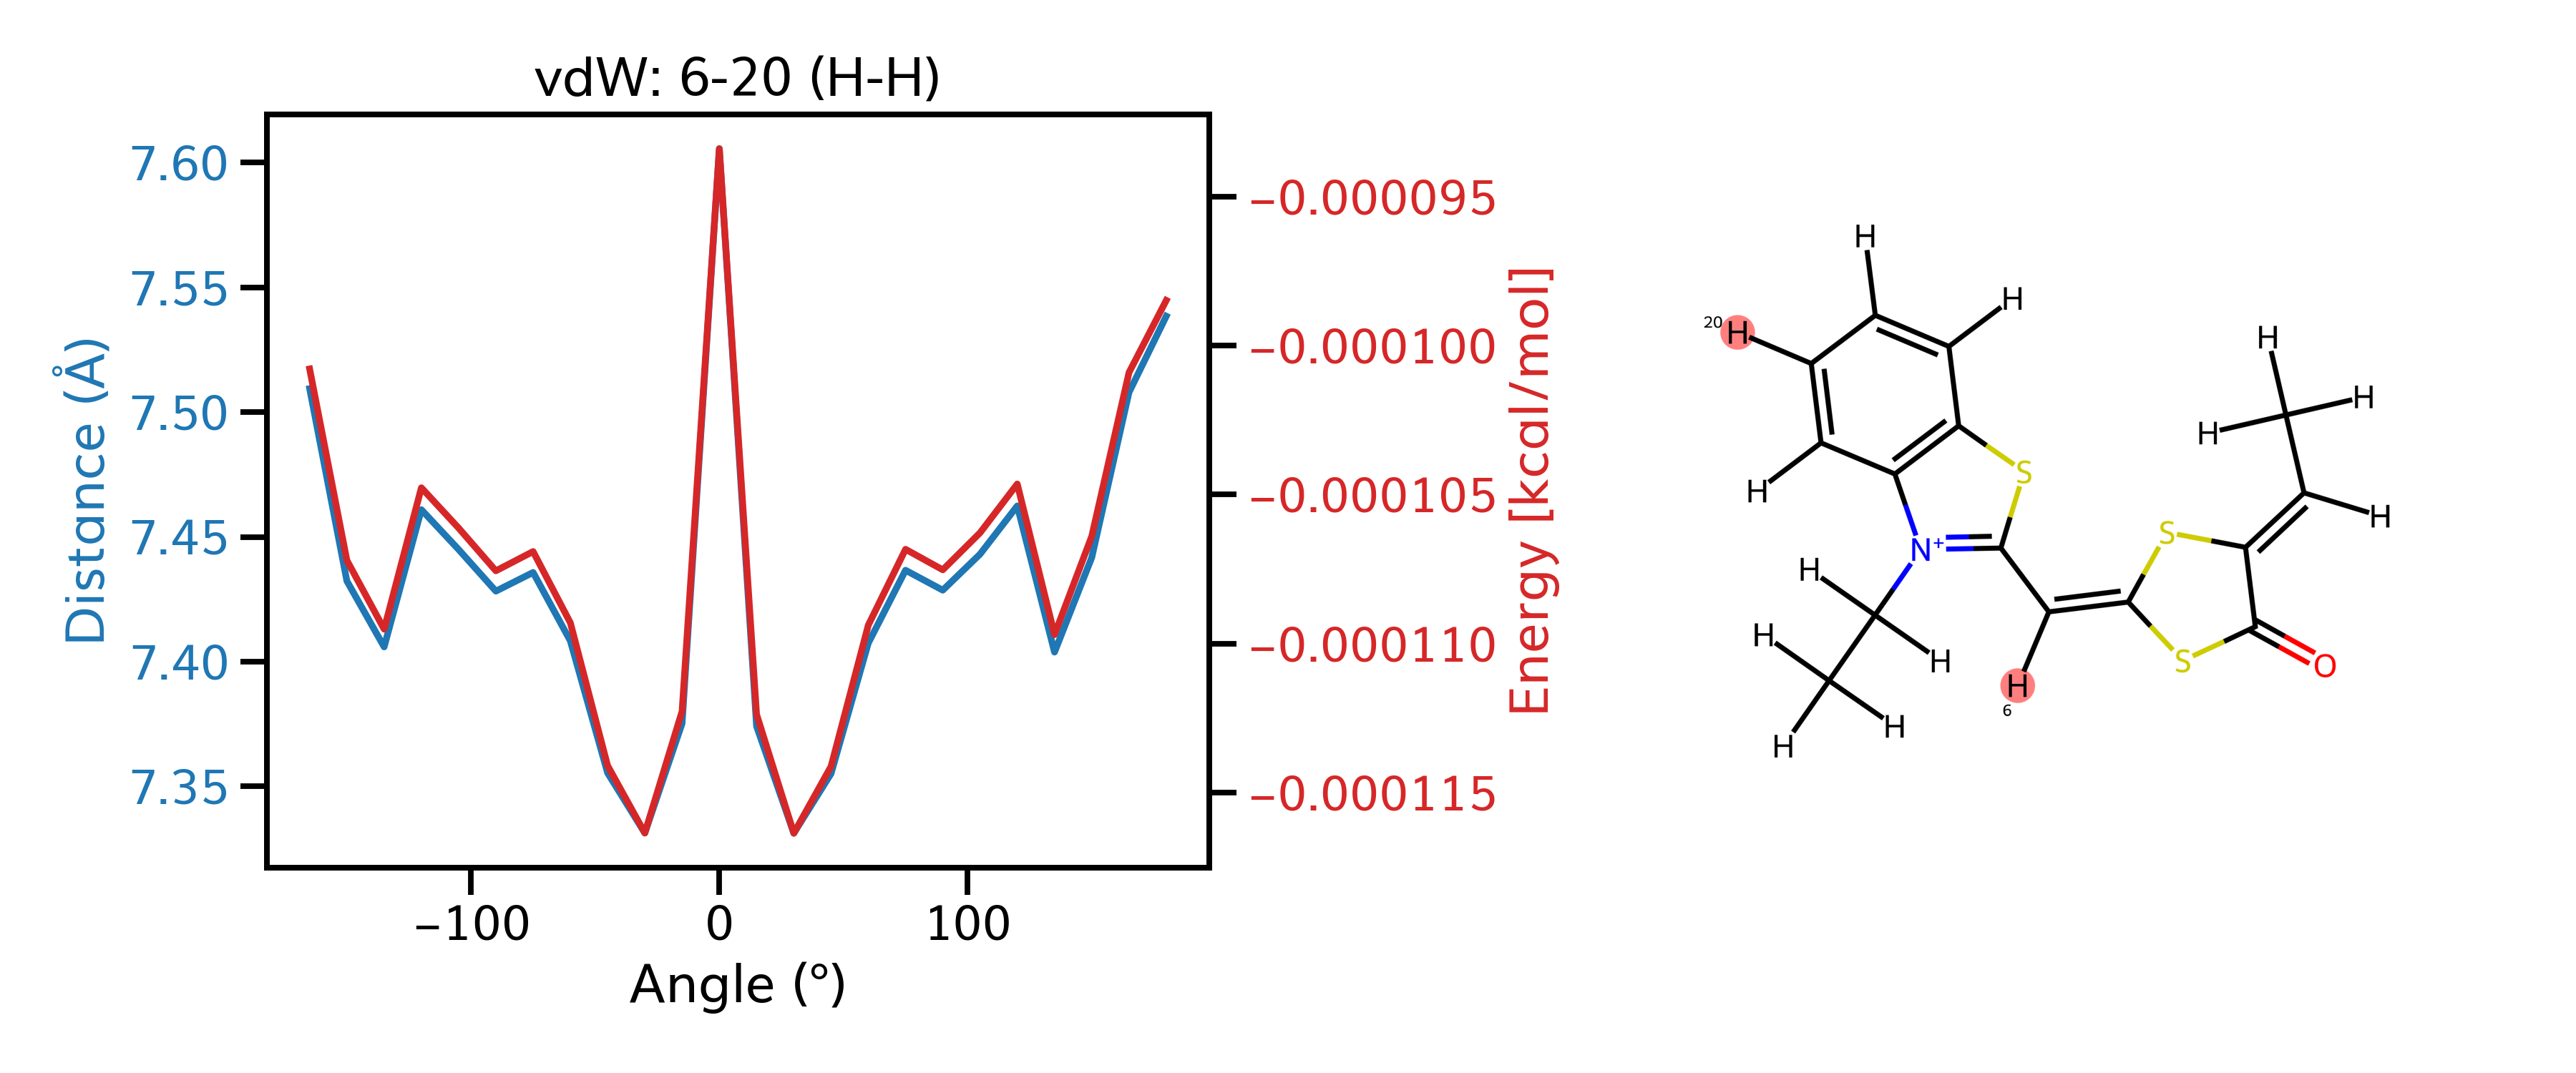 vdW: 6-20 (H-H)
7.60
7.55
7.50
7.45
7.40
7.35
Distance (Å)
−100
0
100
Angle (°)
−0.000095
−0.000100
−0.000105
−0.000110
−0.000115
Energy [kcal/mol]
H
H
20
H
H
H
H
H
S
H
S
H
N+
H
H
H
S
O
H
6
H
H